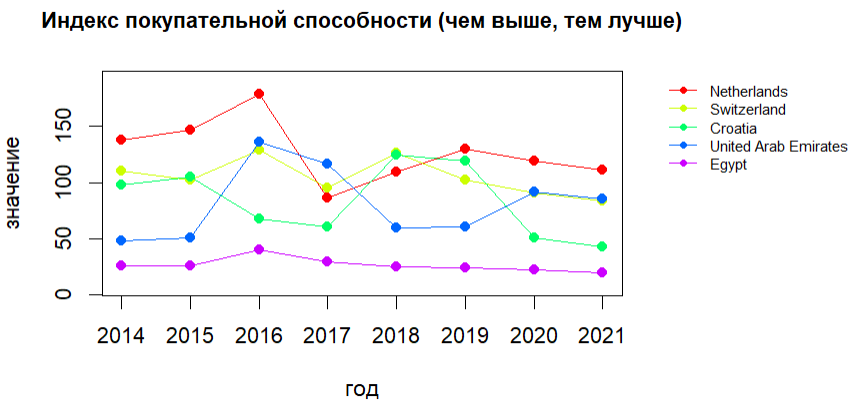 Индекс покупательной способности (чем выше, тем лучше)
значение
150
100
50
0
2014 2015 2016 2017 2018 2019 2020 2021
год
Netherlands
Switzerland
Croatia
United Arab Emirates
Egypt